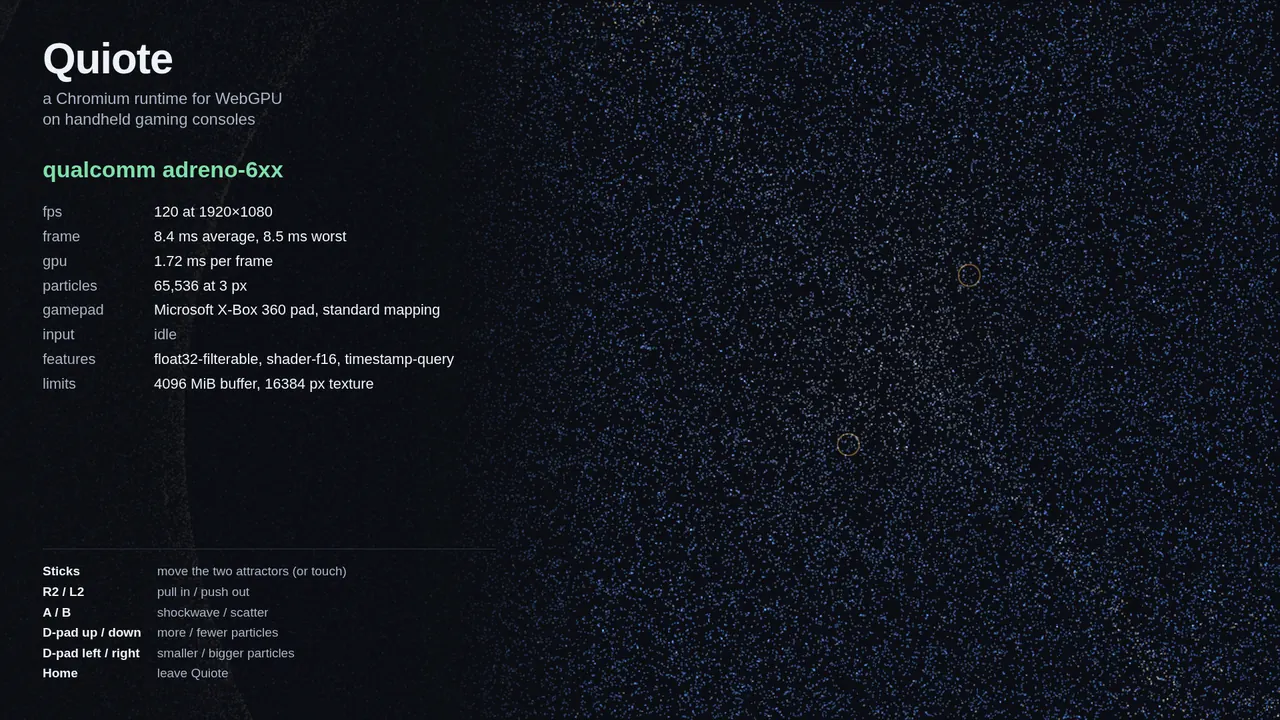 Quiote
a Chromium runtime for WebGPU
on handheld gaming consoles
qualcomm adreno-6xx
fps 120 at 1920×1080
frame 8.4 ms average, 8.5 ms worst
gpu 1.72 ms per frame
particles 65,536 at 3 px
gamepad Microsoft X-Box 360 pad, standard mapping
input idle
features float32-filterable, shader-f16, timestamp-query
limits 4096 MiB buffer, 16384 px texture
Sticks move the two attractors (or touch)
R2 / L2 pull in / push out
A / B shockwave / scatter
D-pad up / down more / fewer particles
D-pad left / right smaller / bigger particles
Home leave Quiote